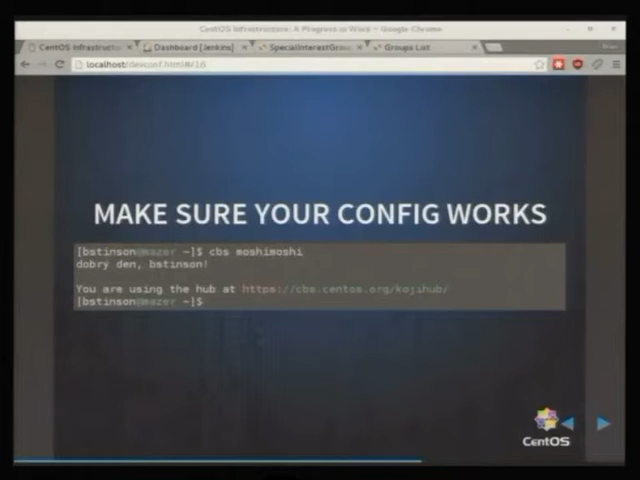 CentOS Infrastructure: A Progress in Work - Google Chrome
CentOS Infrastructur
Dashboard [Jenkins]
SpecialInterestGrou
Groups List
localhost/devconf.html#/16
MAKE SURE YOUR CONFIG WORKS
[bstinson@mazer ~]$ cbs moshimoshi
dobry den, bstinson!
You are using the hub at https://cbs.centos.org/kojihub/
[bstinson@mazer ~]$
CentOS